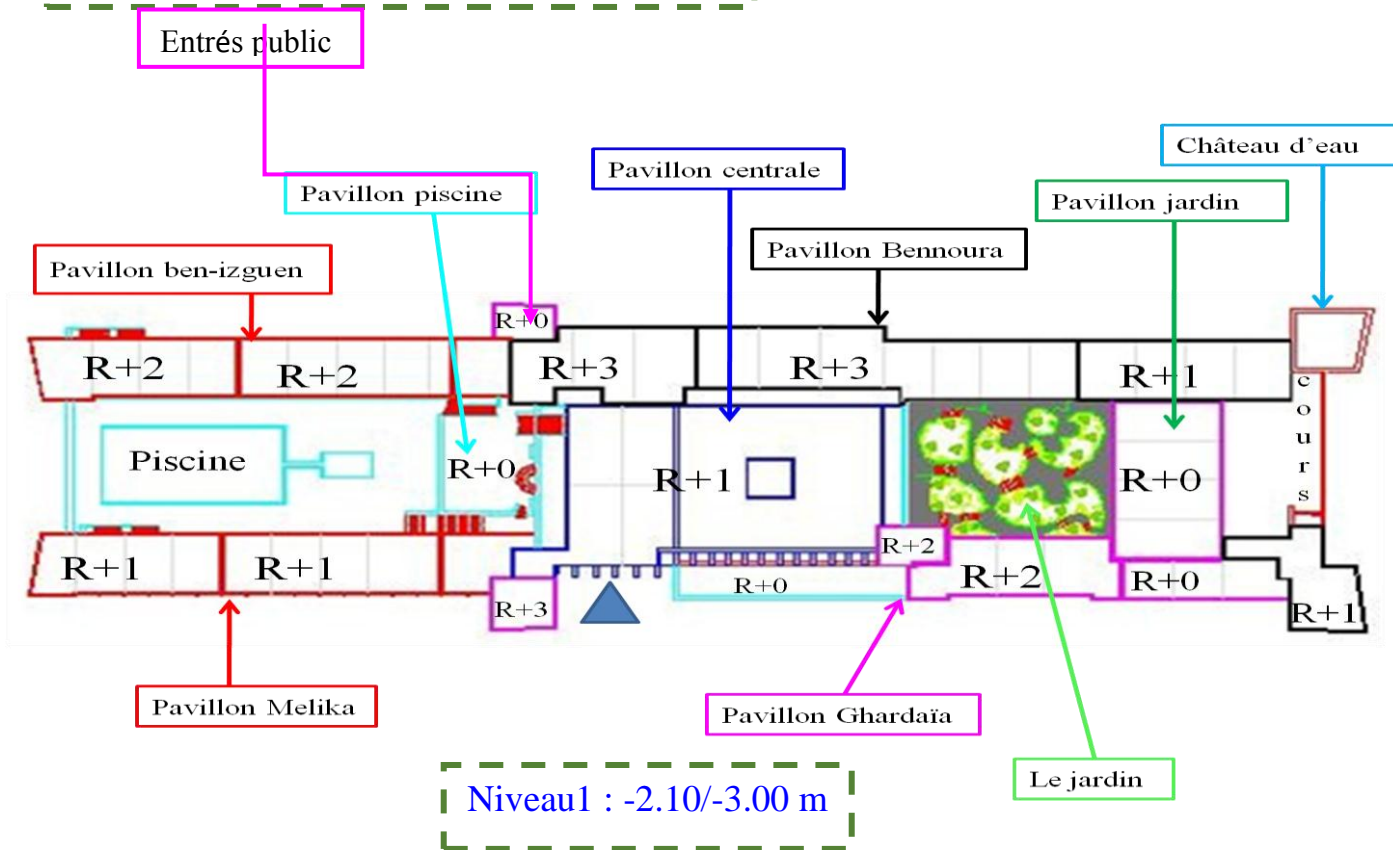 Entrés public
Château d'eau
Pavillon centrale
Pavillon piscine
Pavillon jardin
Pavillon Bennoura
Pavillon ben-izguen
R+0
R+2
R+2
R+3
R+3
R+1
cours
Piscine
R+0
R+1
R+0
R+1
R+1
R+2
R+2
R+0
R+0
R+3
R+1
Pavillon Melika
Pavillon Ghardaïa
Le jardin
Niveau1 : -2.10/-3.00 m